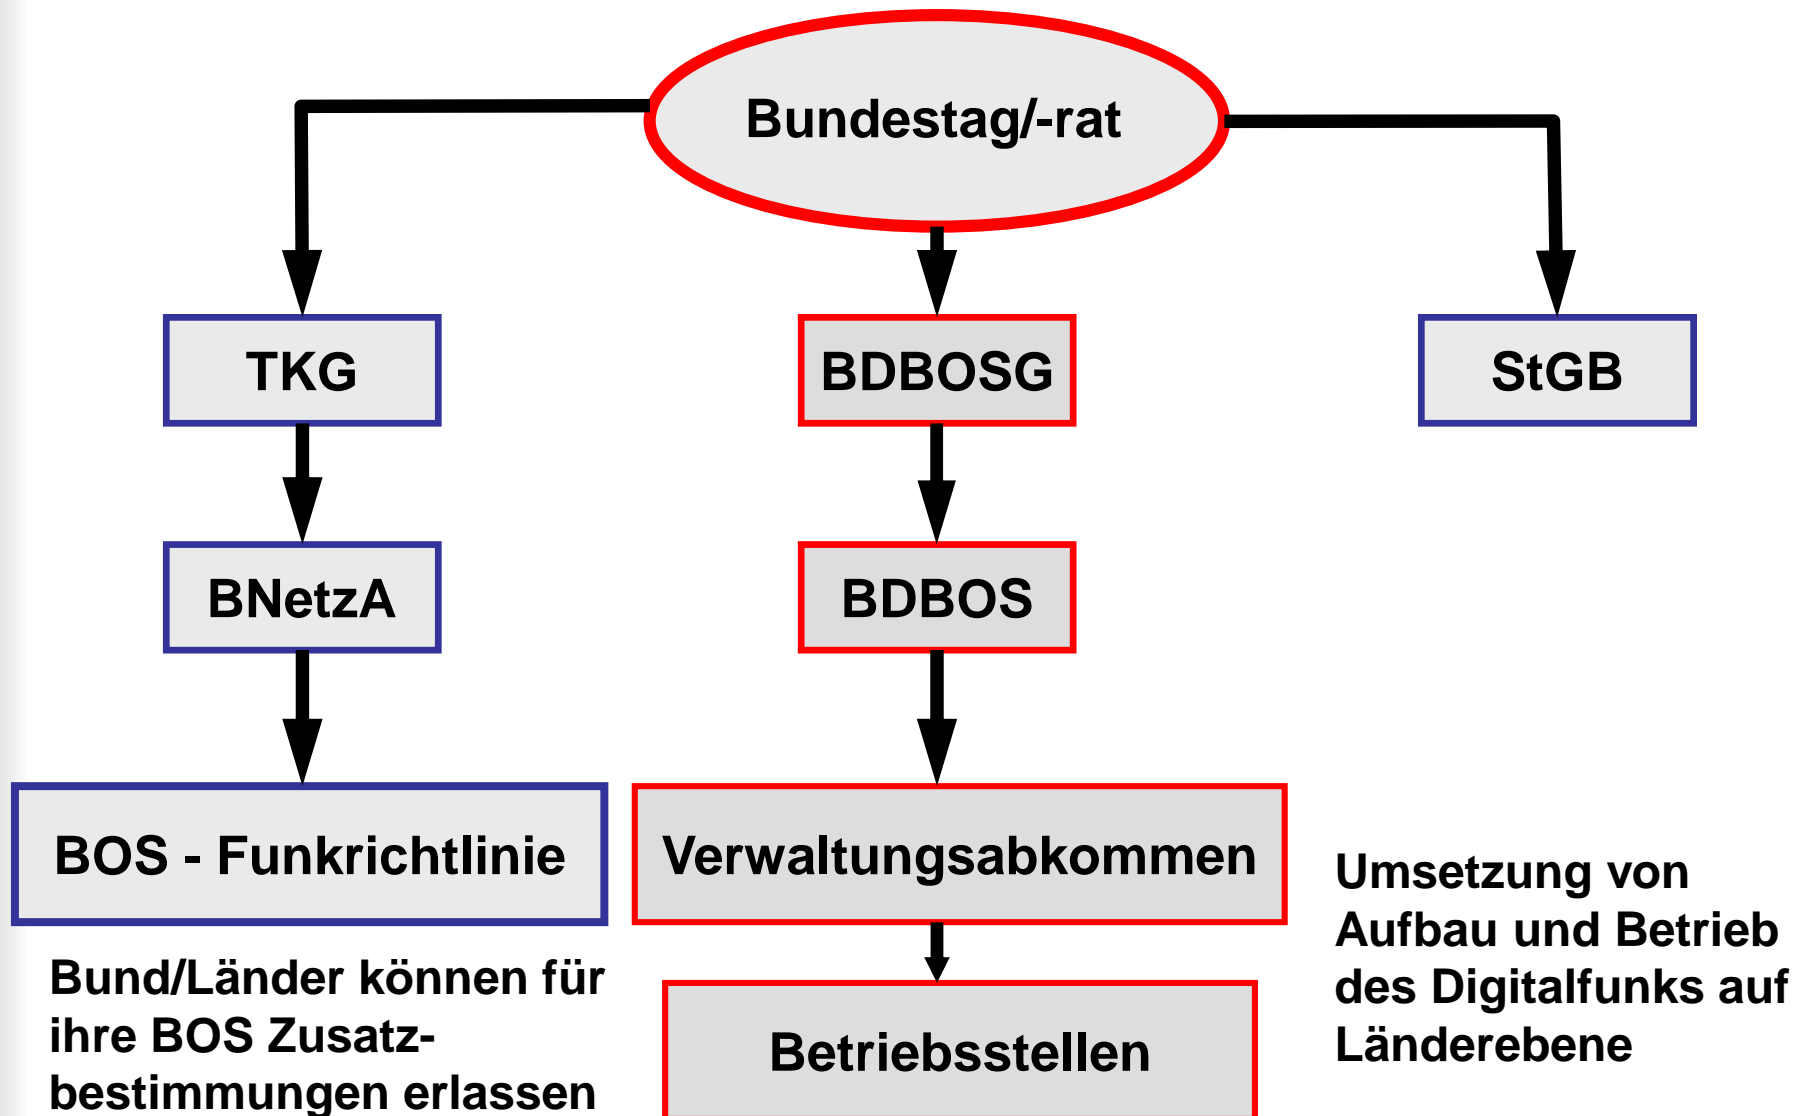 Bundestag/-rat
TKG
BDBOSG
StGB
BNetzA
BDBOS
BOS - Funkrichtlinie
Verwaltungsabkommen
Bund/Länder können für
ihre BOS Zusatz-
bestimmungen erlassen
Betriebsstellen
Umsetzung von
Aufbau und Betrieb
des Digitalfunks auf
Länderebene